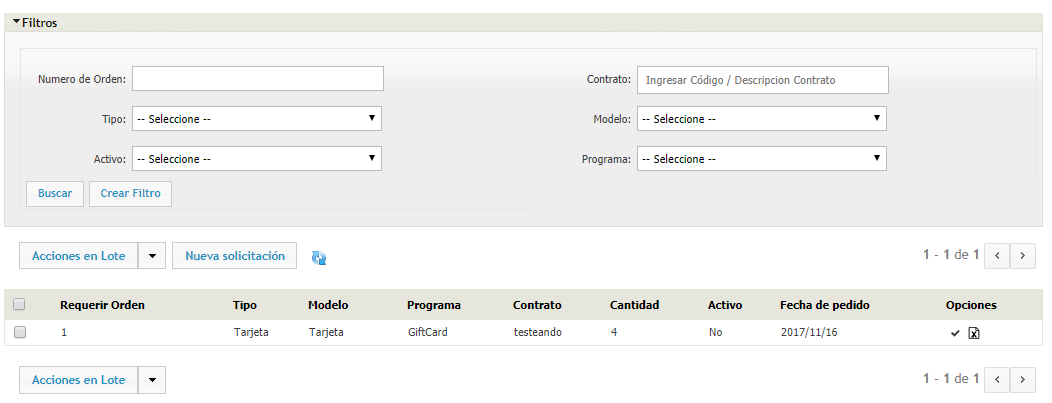 Filtros
Numero de Orden:
Contrato: Ingresar Código / Descripcion Contrato
Tipo: -- Seleccione --
Modelo: -- Seleccione --
Activo: -- Seleccione --
Programa: -- Seleccione --
Buscar Crear Filtro
Acciones en Lote Nueva solicitación 1 - 1 de 1
Requerir Orden Tipo Modelo Programa Contrato Cantidad Activo Fecha de pedido Opciones
1 Tarjeta Tarjeta GiftCard testeando 4 No 2017/11/16
Acciones en Lote 1 - 1 de 1